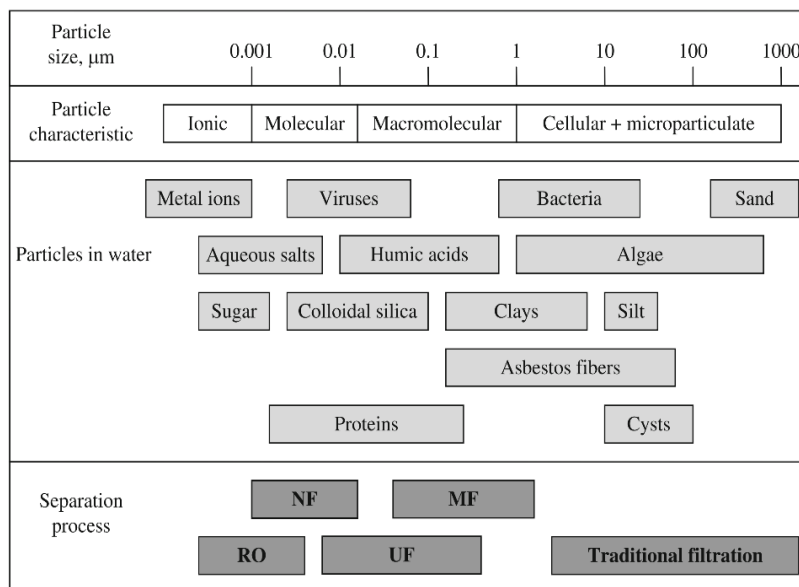 Particle
size, μm
0.001 0.01 0.1 1 10 100 1000
Particle
characteristic
Ionic Molecular Macromolecular Cellular + microparticulate
Metal ions Viruses Bacteria Sand
Particles in water
Aqueous salts Humic acids Algae
Sugar Colloidal silica Clays Silt
Asbestos fibers
Proteins Cysts
Separation
process
NF MF
RO UF Traditional filtration